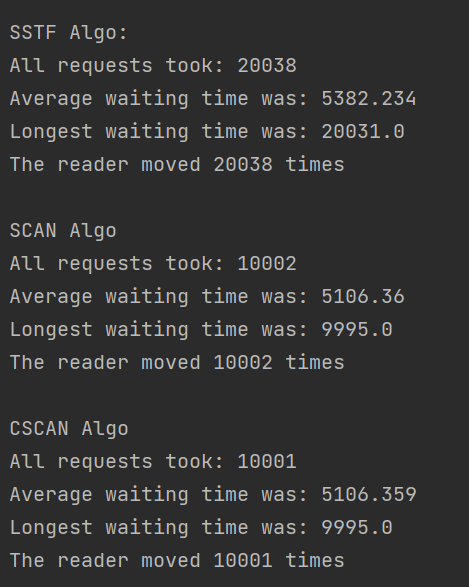 SSTF Algo:
All requests took: 20038
Average waiting time was: 5382.234
Longest waiting time was: 20031.0
The reader moved 20038 times
SCAN Algo
All requests took: 10002
Average waiting time was: 5106.36
Longest waiting time was: 9995.0
The reader moved 10002 times
CSCAN Algo
All requests took: 10001
Average waiting time was: 5106.359
Longest waiting time was: 9995.0
The reader moved 10001 times